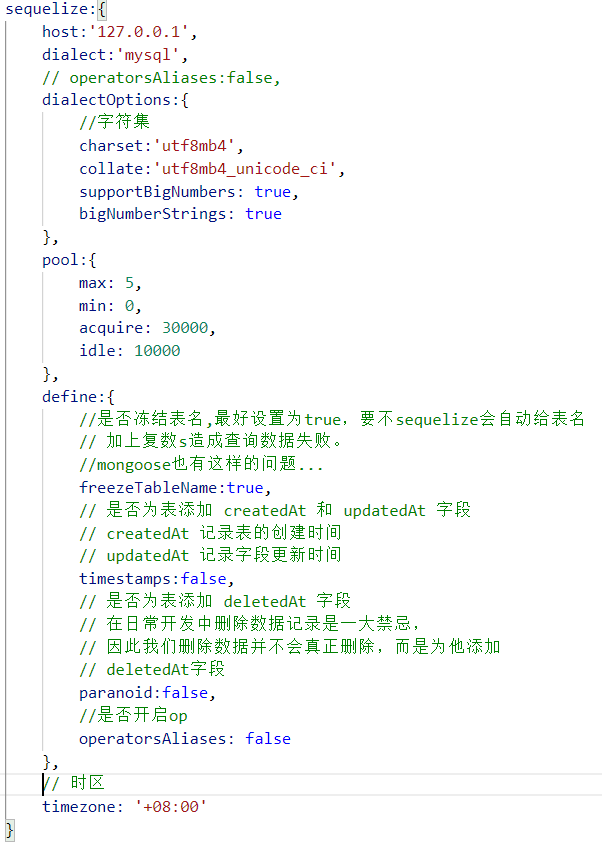 sequelize:{
    host:'127.0.0.1',
    dialect:'mysql',
    // operatorsAliases:false,
    dialectOptions:{
        //字符集
        charset:'utf8mb4',
        collate:'utf8mb4_unicode_ci',
        supportBigNumbers: true,
        bigNumberStrings: true
    },
    pool:{
        max: 5,
        min: 0,
        acquire: 30000,
        idle: 10000
    },
    define:{
        //是否冻结表名,最好设置为true，要不sequelize会自动给表名
        // 加上复数s造成查询数据失败。
        //mongoose也有这样的问题...
        freezeTableName:true,
        // 是否为表添加 createdAt 和 updatedAt 字段
        // createdAt 记录表的创建时间
        // updatedAt 记录字段更新时间
        timestamps:false,
        // 是否为表添加 deletedAt 字段
        // 在日常开发中删除数据记录是一大禁忌，
        // 因此我们删除数据并不会真正删除，而是为他添加
        // deletedAt字段
        paranoid:false,
        //是否开启op
        operatorsAliases: false
    },
    // 时区
    timezone: '+08:00'
}